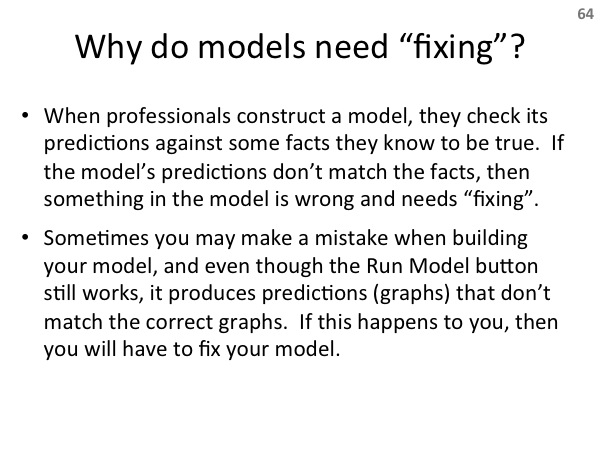 64
Why do models need “fixing”?
• When professionals construct a model, they check its
predictions against some facts they know to be true.  If
the model’s predictions don’t match the facts, then
something in the model is wrong and needs “fixing”.
• Sometimes you may make a mistake when building
your model, and even though the Run Model button
still works, it produces predictions (graphs) that don’t
match the correct graphs.  If this happens to you, then
you will have to fix your model.